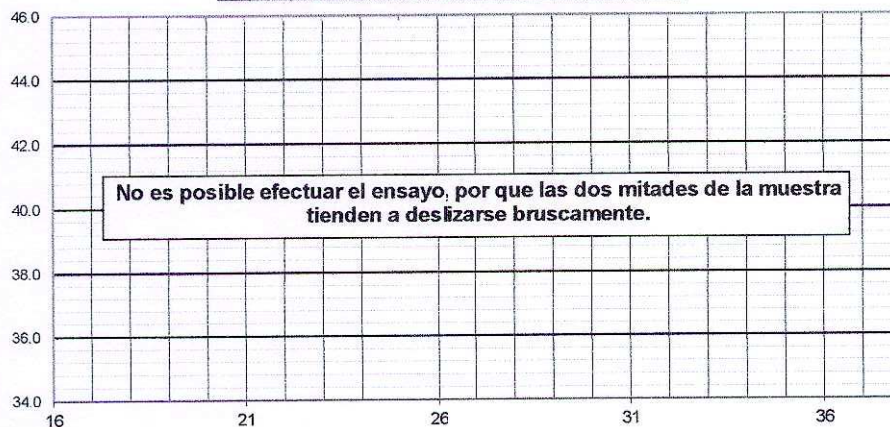 46.0
44.0
42.0
No es posible efectuar el ensayo, por que las dos mitades de la muestra
tienden a deslizarse bruscamente.
40.0
38.0
36.0
34.0
16 21 26 31 36